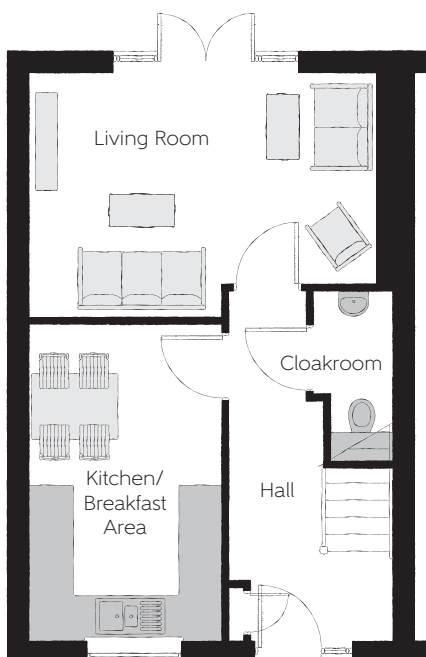 Living Room
Cloakroom
Kitchen/
Breakfast
Area
Hall